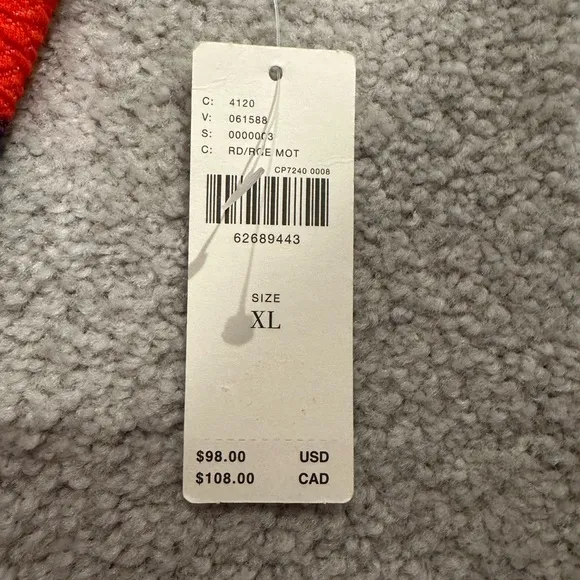 C: 4120
V: 061588
S: 0000003
C: RD/RGE MOT
CP7240 0008
62689443
SIZE
XL
$98.00 USD
$108.00 CAD